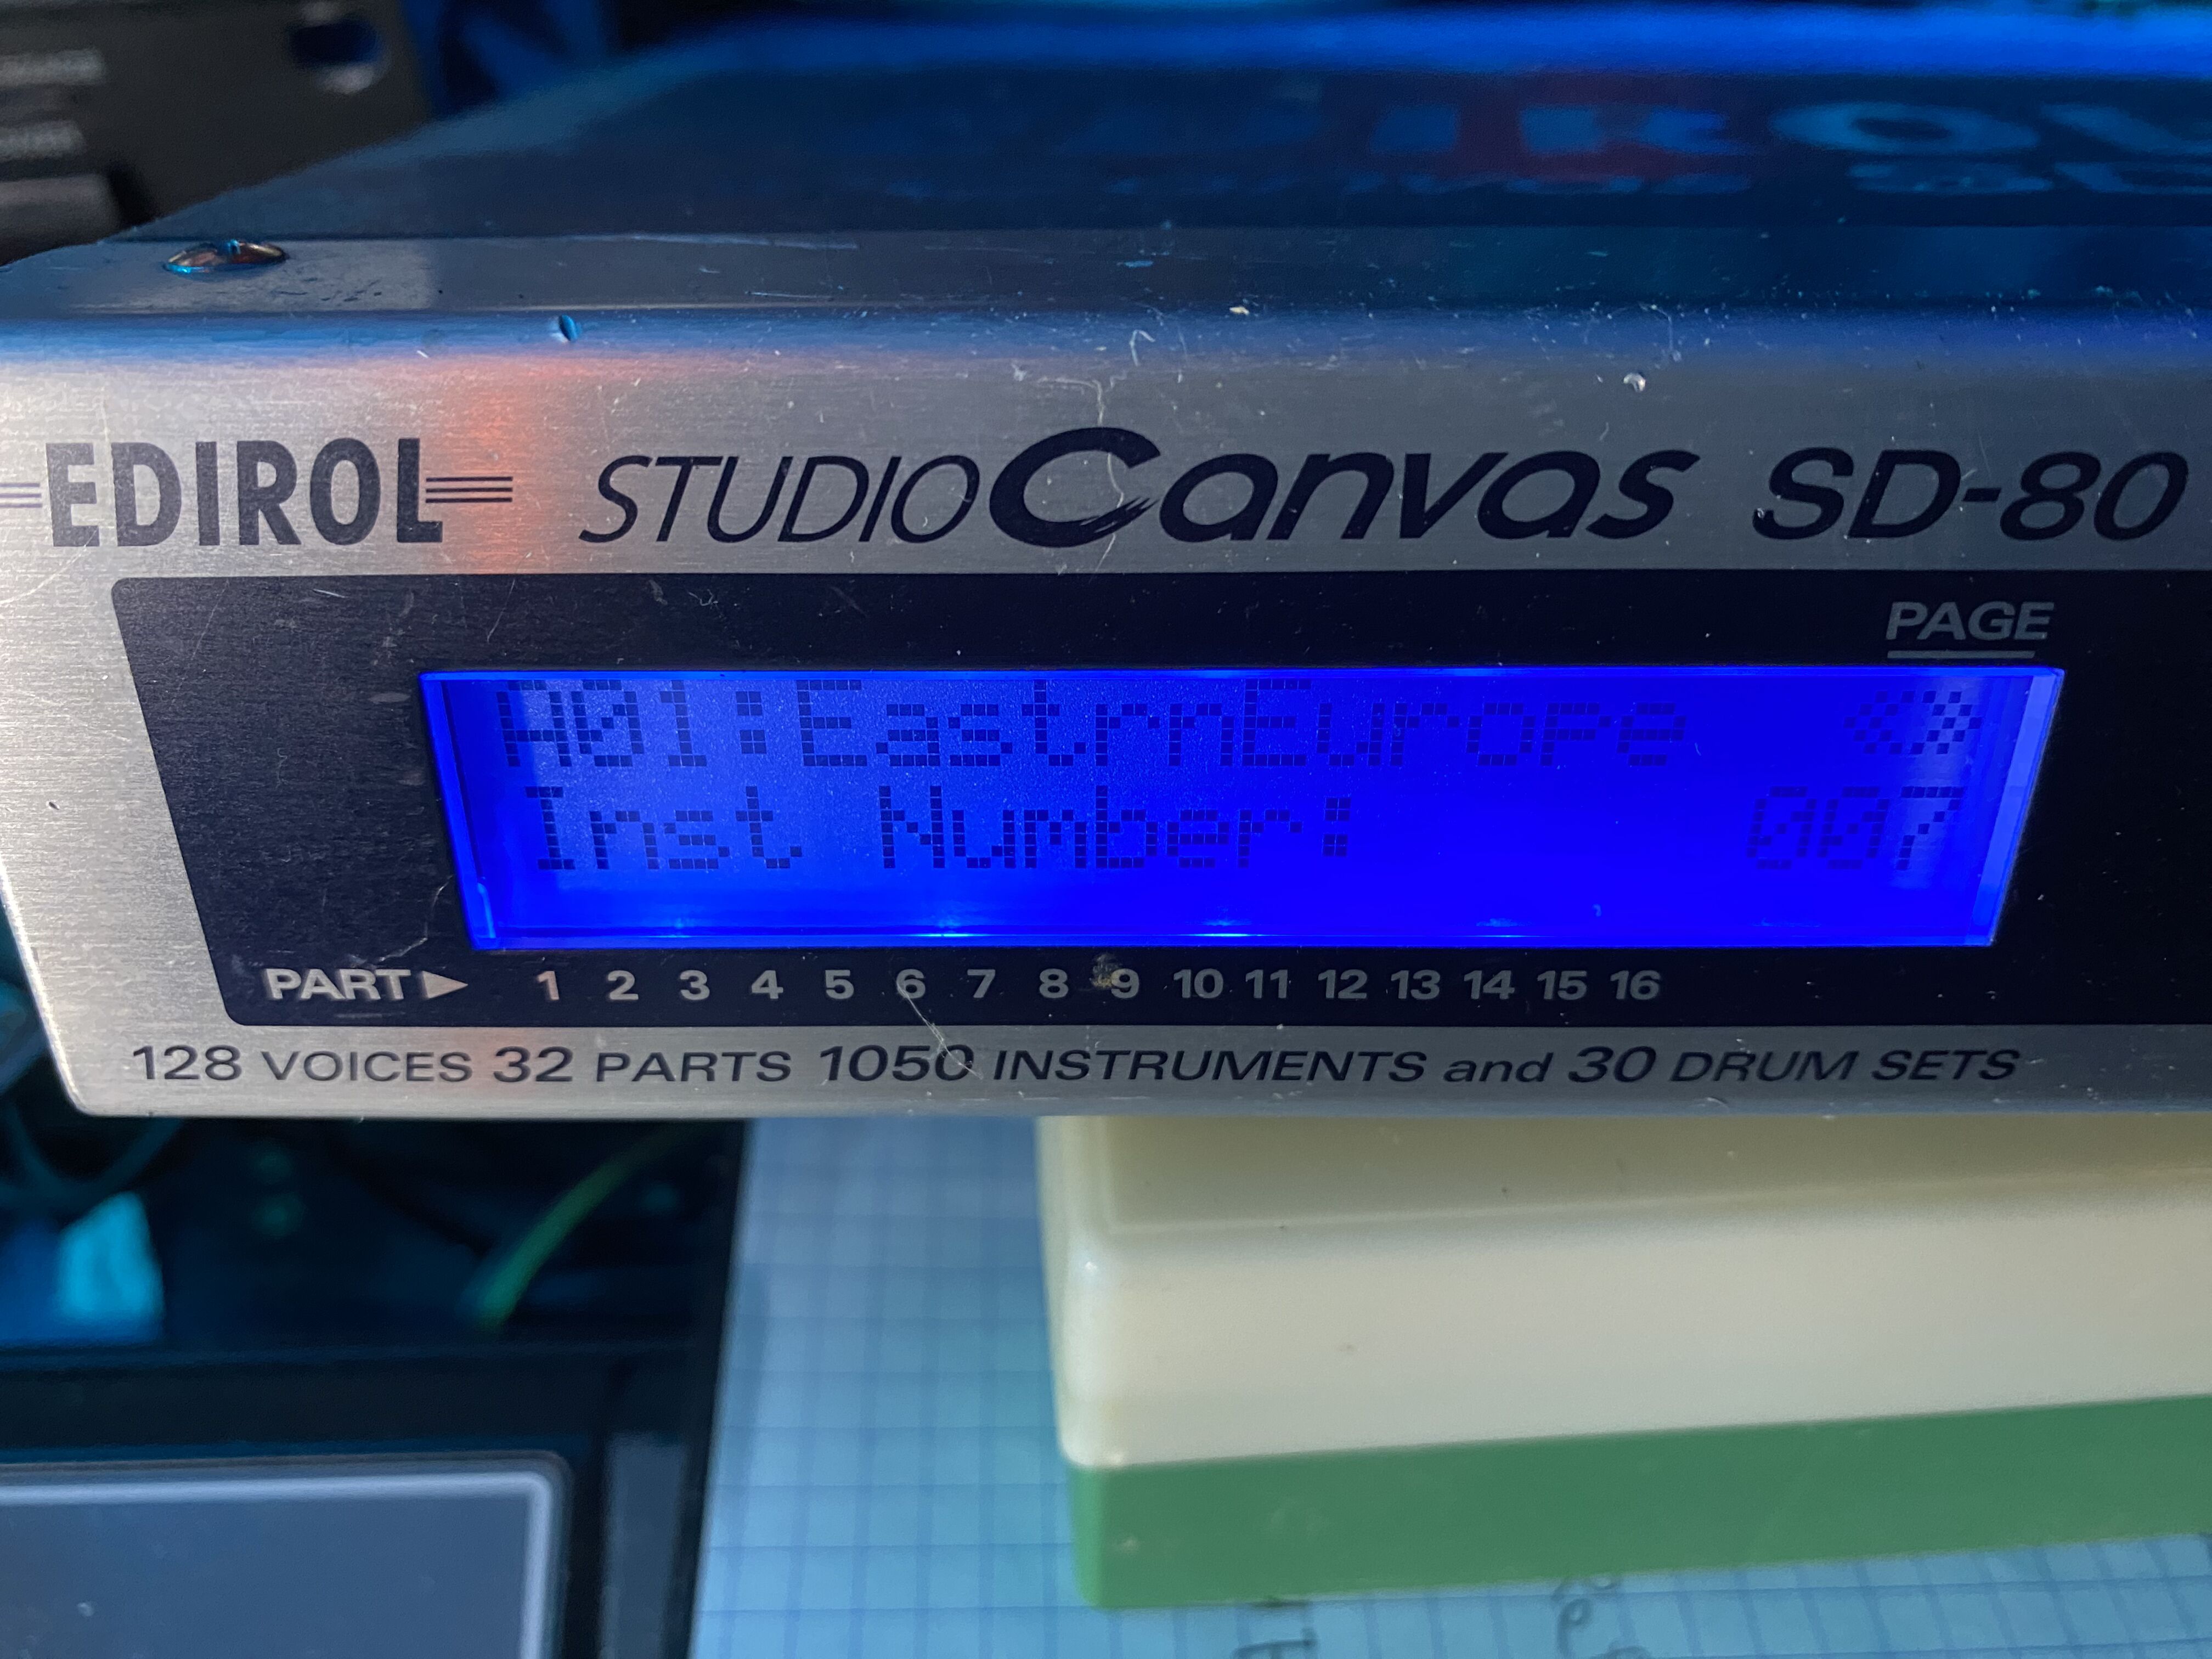 EDIROL STUDIO Canvas SD-80
PAGE
A01:EastrnEurope
Inst Number: 007
PART 1 2 3 4 5 6 7 8 9 10 11 12 13 14 15 16
128 VOICES 32 PARTS 1050 INSTRUMENTS and 30 DRUM SETS